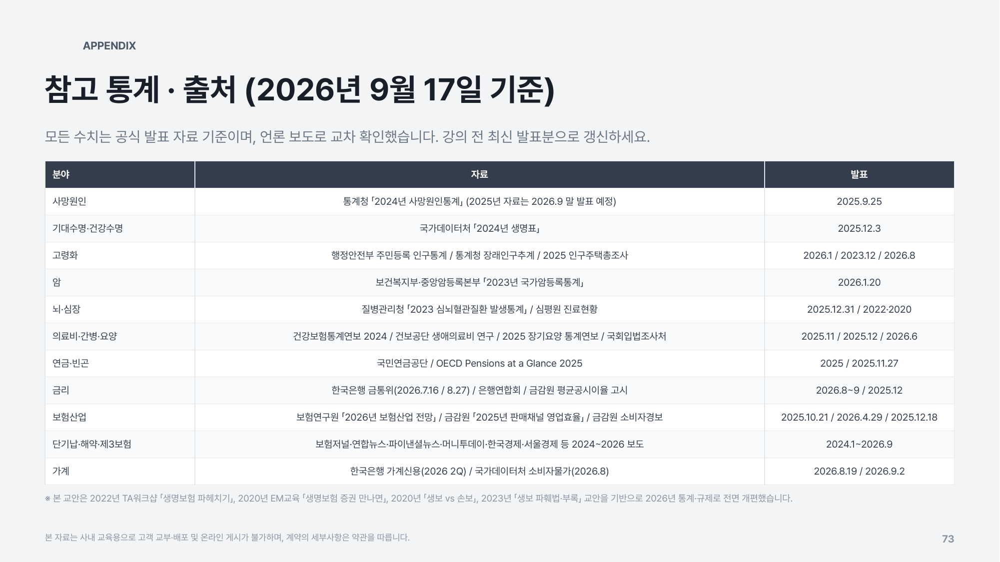 APPENDIX
참고 통계 · 출처 (2026년 9월 17일 기준)
모든 수치는 공식 발표 자료 기준이며, 언론 보도로 교차 확인했습니다. 강의 전 최신 발표분으로 갱신하세요.
분야 자료 발표
사망원인 통계청 「2024년 사망원인통계」 (2025년 자료는 2026.9 말 발표 예정) 2025.9.25
기대수명·건강수명 국가데이터처 「2024년 생명표」 2025.12.3
고령화 행정안전부 주민등록 인구통계 / 통계청 장래인구추계 / 2025 인구주택총조사 2026.1 / 2023.12 / 2026.8
암 보건복지부·중앙암등록본부 「2023년 국가암등록통계」 2026.1.20
뇌·심장 질병관리청 「2023 심뇌혈관질환 발생통계」 / 심평원 진료현황 2025.12.31 / 2022·2020
의료비·간병·요양 건강보험통계연보 2024 / 건보공단 생애의료비 연구 / 2025 장기요양 통계연보 / 국회입법조사처 2025.11 / 2025.12 / 2026.6
연금·빈곤 국민연금공단 / OECD Pensions at a Glance 2025 2025 / 2025.11.27
금리 한국은행 금통위(2026.7.16 / 8.27) / 은행연합회 / 금감원 평균공시이율 고시 2026.8~9 / 2025.12
보험산업 보험연구원 「2026년 보험산업 전망」 / 금감원 「2025년 판매채널 영업효율」 / 금감원 소비자경보 2025.10.21 / 2026.4.29 / 2025.12.18
단기납·해약·제3보험 보험저널·연합뉴스·파이낸셜뉴스·머니투데이·한국경제·서울경제 등 2024~2026 보도 2024.1~2026.9
가계 한국은행 가계신용(2026 2Q) / 국가데이터처 소비자물가(2026.8) 2026.8.19 / 2026.9.2
※ 본 교안은 2022년 TA워크샵 「생명보험 파헤치기」, 2020년 EM교육 「생명보험 증권 만나면」, 2020년 「생보 vs 손보」, 2023년 「생보 파훼법·부록」 교안을 기반으로 2026년 통계·규제로 전면 개편했습니다.
본 자료는 사내 교육용으로 고객 교부·배포 및 온라인 게시가 불가하며, 계약의 세부사항은 약관을 따릅니다.
73